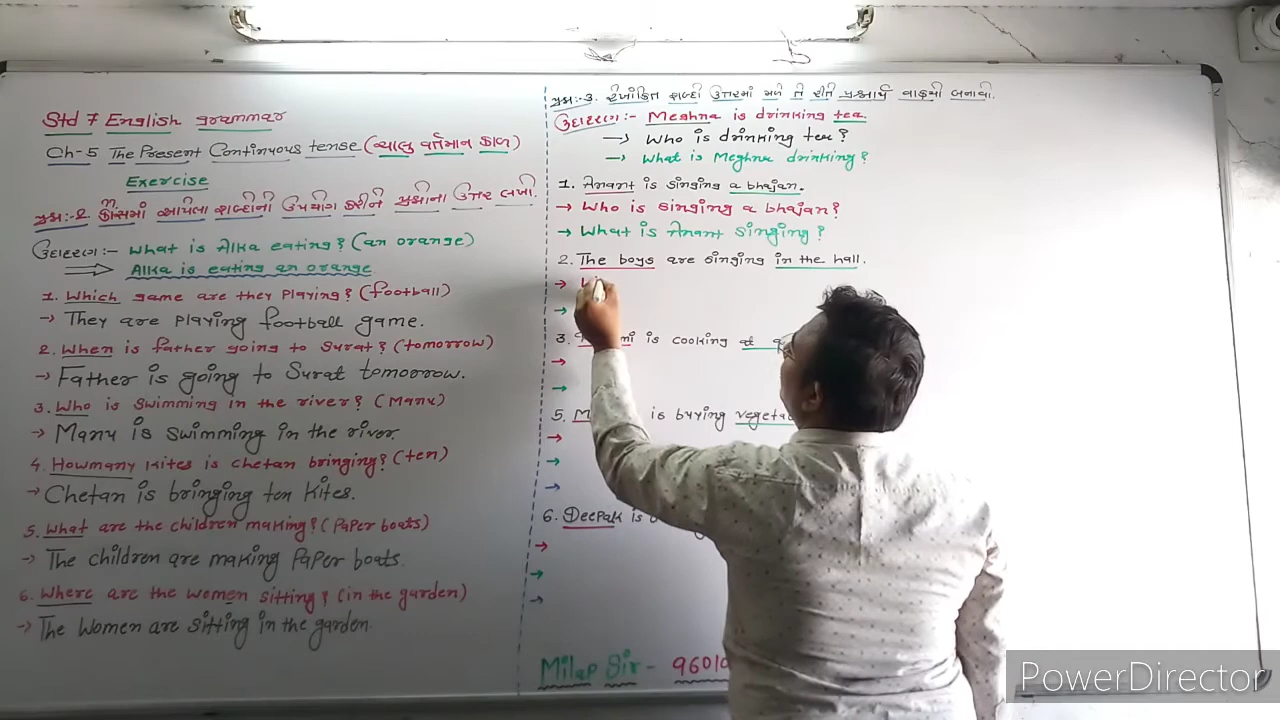 Std 7 English grammar
Ch-5 The Present Continuous tense (ચાલુ વર્તમાન કાળ)
Exercise
પ્રશ્ન:-2 કૌંસમાં આપેલા શબ્દોનો ઉપયોગ કરીને પ્રશ્નોના ઉત્તર લખો.
ઉદાહરણ:- What is Alka eating? (an orange)
Alka is eating an orange
1. Which game are they playing? (football)
→ They are playing football game.
2. When is father going to Surat? (tomorrow)
→ Father is going to Surat tomorrow.
3. Who is swimming in the river? (Manu)
→ Manu is swimming in the river.
4. Howmany kites is chetan bringing? (ten)
→ Chetan is bringing ten kites.
5. What are the children making? (Paper boats)
→ The children are making Paper boats.
6. Where are the women sitting? (in the garden)
→ The women are sitting in the garden.
પ્રશ્ન:-3. રેખાંકિત શબ્દો ઉત્તરમાં મળે તે રીતે પ્રશ્નાર્થ વાક્યો બનાવો.
ઉદાહરણ:- Meghna is drinking tea.
→ Who is drinking tea?
→ What is Meghna drinking?
1. Anant is singing a bhajan.
→ Who is singing a bhajan?
→ What is Anant singing?
2. The boys are singing in the hall.
→
→
3. is cooking at
→
→
5. is buying
→
→
→
6. Deepak is
→
→
→
Milap Sir - 9601
PowerDirector